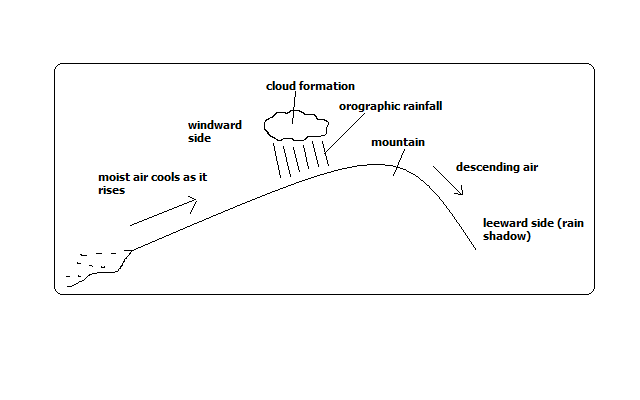 cloud formation
orographic rainfall
windward
side
mountain
descending air
moist air cools as it
rises
leeward side (rain
shadow)